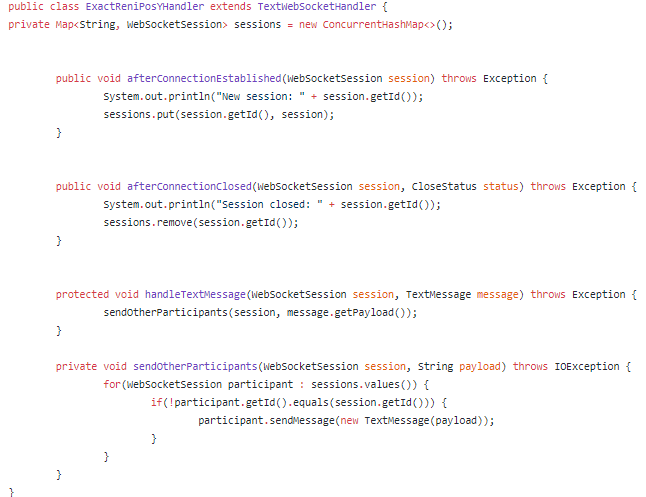 public class ExactReniPosYHandler extends TextWebSocketHandler {
private Map<String, WebSocketSession> sessions = new ConcurrentHashMap<>();
public void afterConnectionEstablished(WebSocketSession session) throws Exception {
System.out.println("New session: " + session.getId());
sessions.put(session.getId(), session);
}
public void afterConnectionClosed(WebSocketSession session, CloseStatus status) throws Exception {
System.out.println("Session closed: " + session.getId());
sessions.remove(session.getId());
}
protected void handleTextMessage(WebSocketSession session, TextMessage message) throws Exception {
sendOtherParticipants(session, message.getPayload());
}
private void sendOtherParticipants(WebSocketSession session, String payload) throws IOException {
for(WebSocketSession participant : sessions.values()) {
if(!participant.getId().equals(session.getId())) {
participant.sendMessage(new TextMessage(payload));
}
}
}
}